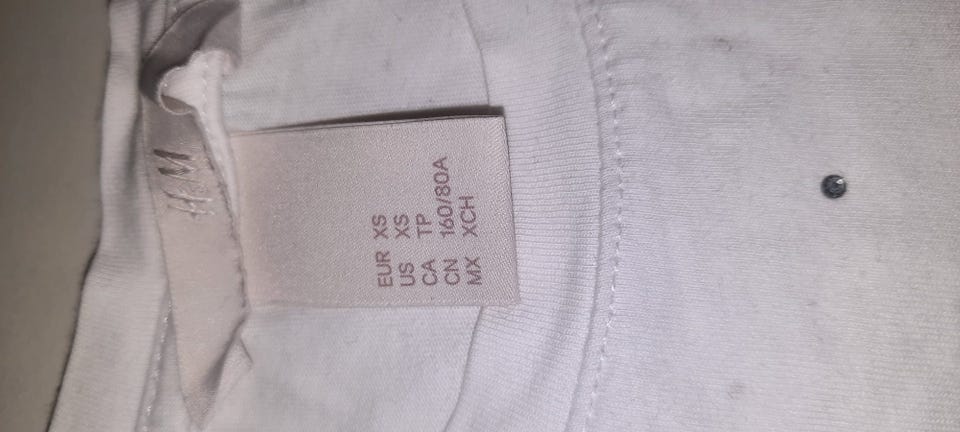 H&M
EUR XS
US XS
CA TP
CN 160/80A
MX XCH